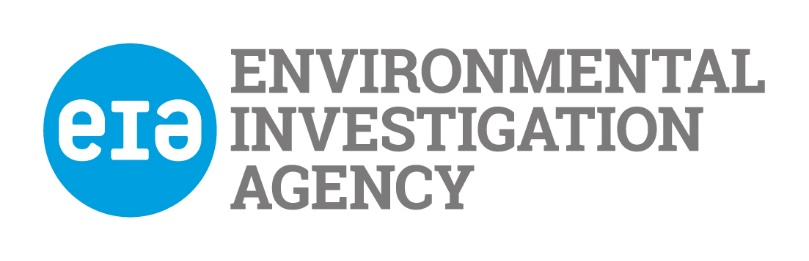 eia
ENVIRONMENTAL
INVESTIGATION
AGENCY